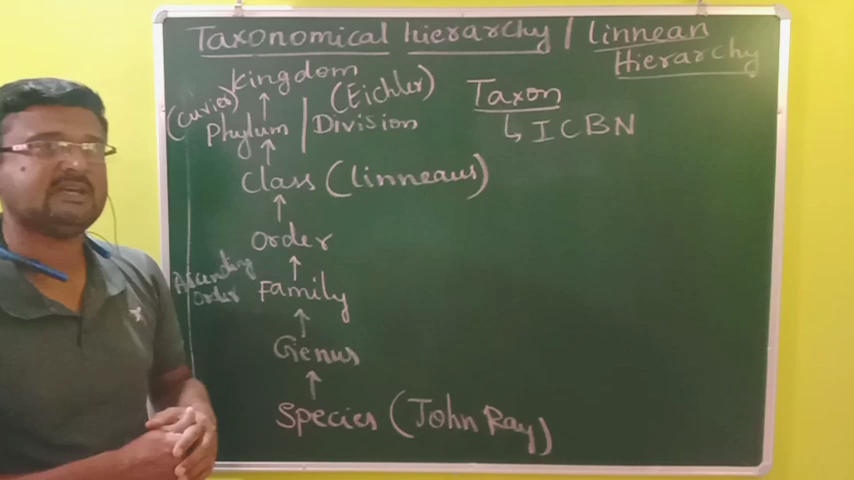 Taxonomical hierarchy / linnean
Hierarchy
kingdom
(Cuvier) (Eichler)
Phylum | Division
Class (linneaus)
Order
Family
Genus
Species (John Ray)
Ascending
Order
Taxon
ICBN